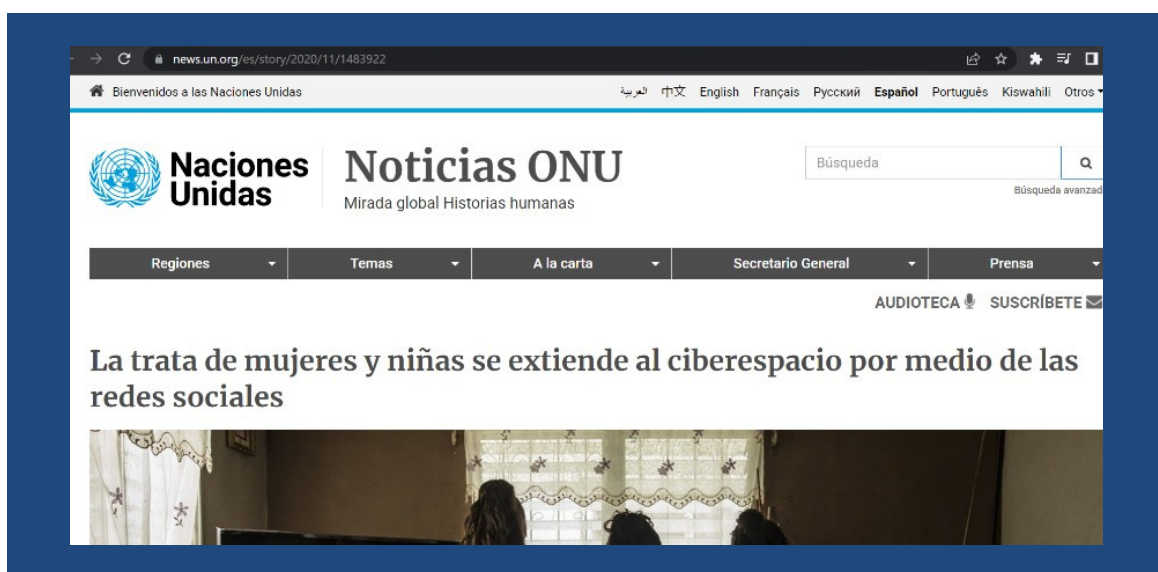 news.un.org/es/story/2020/11/1483922
Bienvenidos a las Naciones Unidas
العربية 中文 English Français Русский Español Português Kiswahili Otros
Naciones
Unidas
Noticias ONU
Mirada global Historias humanas
Búsqueda
Búsqueda avanzad
Regiones Temas A la carta Secretario General Prensa
AUDIOTECA SUSCRÍBETE
La trata de mujeres y niñas se extiende al ciberespacio por medio de las
redes sociales